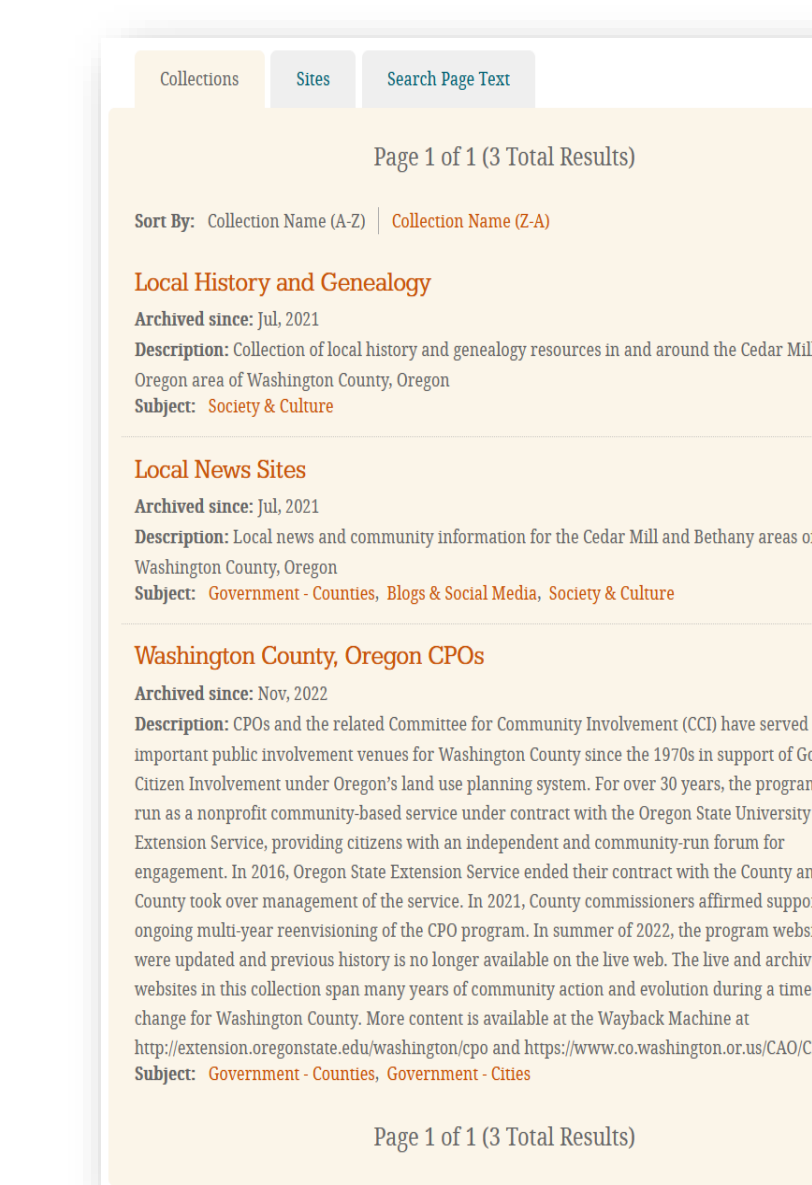 Collections Sites Search Page Text
Page 1 of 1 (3 Total Results)
Sort By: Collection Name (A-Z) Collection Name (Z-A)
Local History and Genealogy
Archived since: Jul, 2021
Description: Collection of local history and genealogy resources in and around the Cedar Mill
Oregon area of Washington County, Oregon
Subject: Society & Culture
Local News Sites
Archived since: Jul, 2021
Description: Local news and community information for the Cedar Mill and Bethany areas
Washington County, Oregon
Subject: Government - Counties, Blogs & Social Media, Society & Culture
Washington County, Oregon CPOs
Archived since: Nov, 2022
Description: CPOs and the related Committee for Community Involvement (CCI) have served
important public involvement venues for Washington County since the 1970s in support of
Citizen Involvement under Oregon’s land use planning system. For over 30 years, the
run as a nonprofit community-based service under contract with the Oregon State University
Extension Service, providing citizens with an independent and community-run forum for
engagement. In 2016, Oregon State Extension Service ended their contract with the County
County took over management of the service. In 2021, County commissioners affirmed
ongoing multi-year reenvisioning of the CPO program. In summer of 2022, the program
were updated and previous history is no longer available on the live web. The live and
websites in this collection span many years of community action and evolution during a time
change for Washington County. More content is available at the Wayback Machine at
http://extension.oregonstate.edu/washington/cpo and https://www.co.washington.or.us/CAO/C
Subject: Government - Counties, Government - Cities
Page 1 of 1 (3 Total Results)